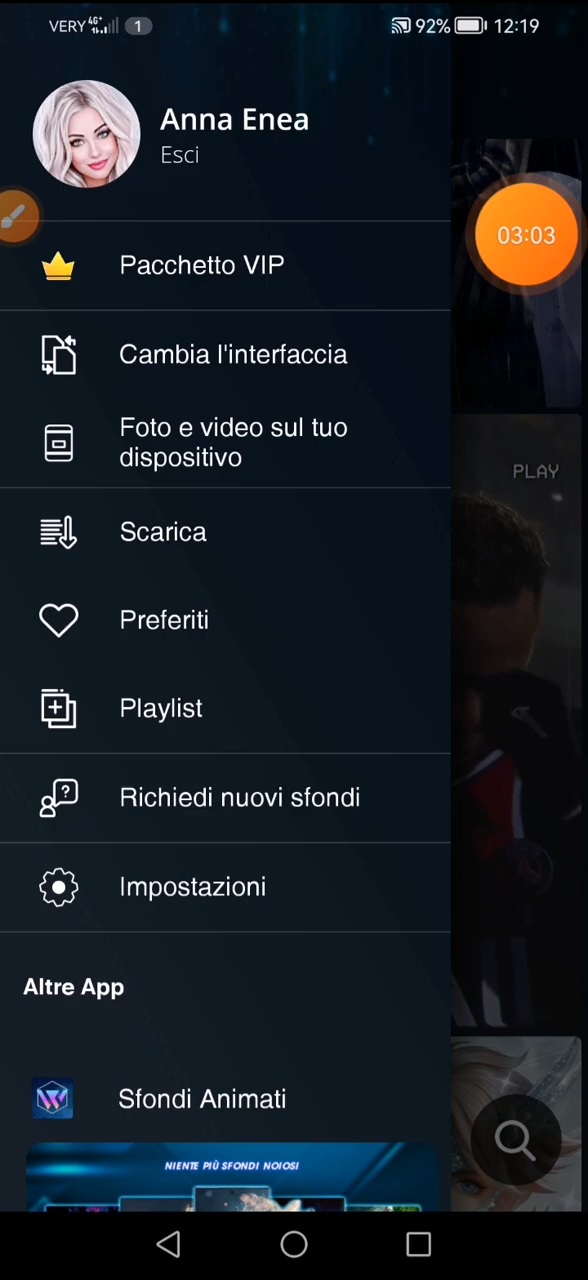 VERY 4G+ 1 92% 12:19
Anna Enea
Esci
03:03
Pacchetto VIP
Cambia l'interfaccia
Foto e video sul tuo
dispositivo
PLAY
Scarica
Preferiti
Playlist
Richiedi nuovi sfondi
Impostazioni
Altre App
Sfondi Animati
NIENTE PIÙ SFONDI NOIOSI